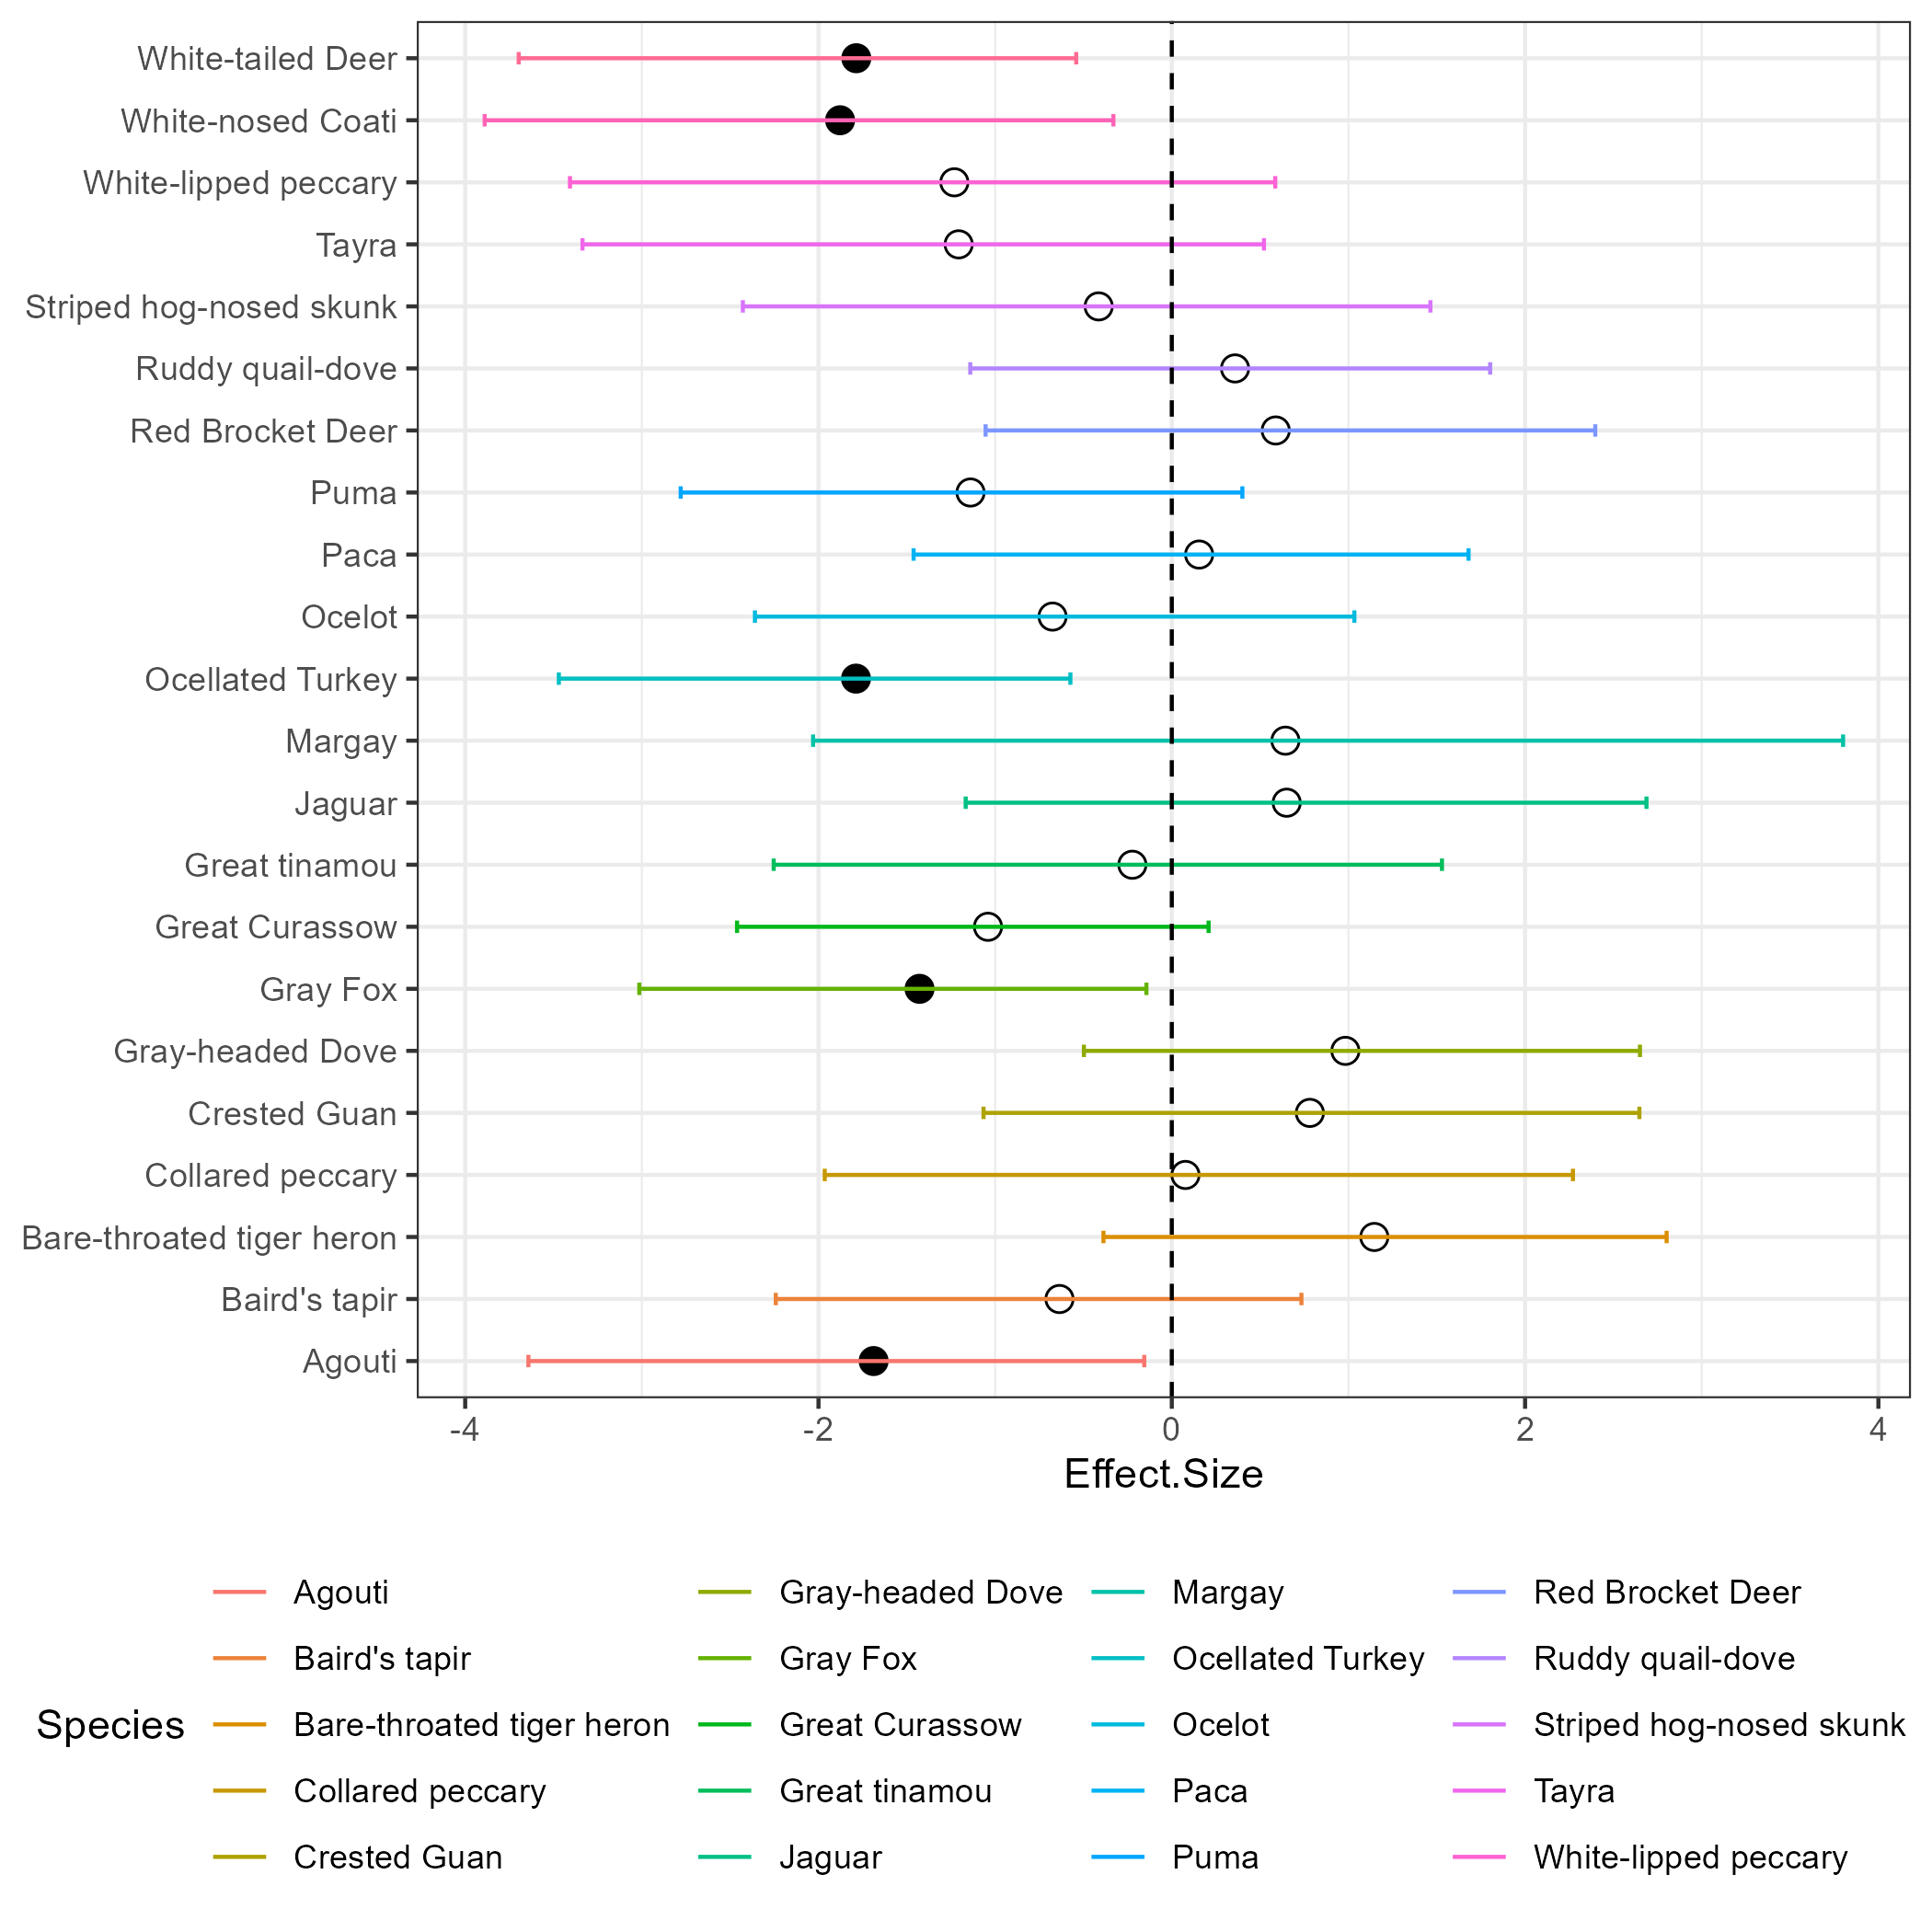 White-tailed Deer
White-nosed Coati
White-lipped peccary
Tayra
Striped hog-nosed skunk
Ruddy quail-dove
Red Brocket Deer
Puma
Paca
Ocelot
Ocellated Turkey
Margay
Jaguar
Great tinamou
Great Curassow
Gray Fox
Gray-headed Dove
Crested Guan
Collared peccary
Bare-throated tiger heron
Baird's tapir
Agouti
-4 -2 0 2 4
Effect.Size
Species
Agouti
Baird's tapir
Bare-throated tiger heron
Collared peccary
Crested Guan
Gray-headed Dove
Gray Fox
Great Curassow
Great tinamou
Jaguar
Margay
Ocellated Turkey
Ocelot
Paca
Puma
Red Brocket Deer
Ruddy quail-dove
Striped hog-nosed skunk
Tayra
White-lipped peccary